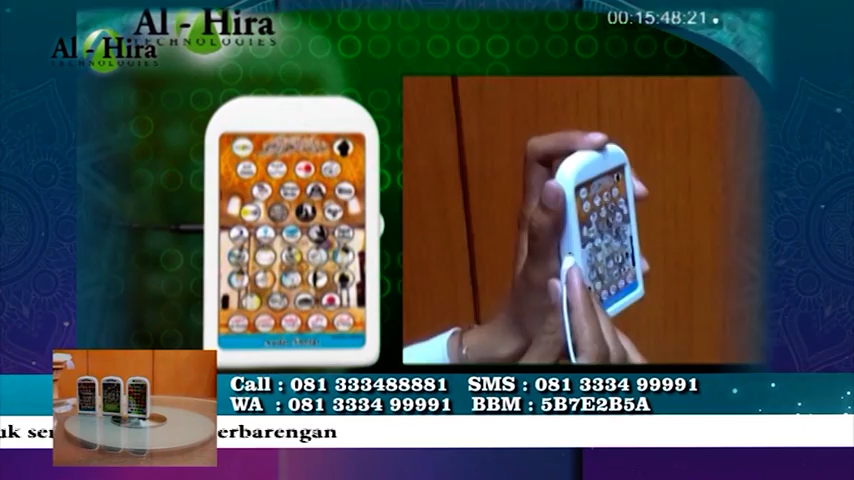 Al - Hira
TECHNOLOGIES
Al - Hira
TECHNOLOGIES
00:15:48:21
Call : 081 333488881 SMS : 081 3334 99991
WA : 081 3334 99991 BBM : 5B7E2B5A
uk ser
erbarengan